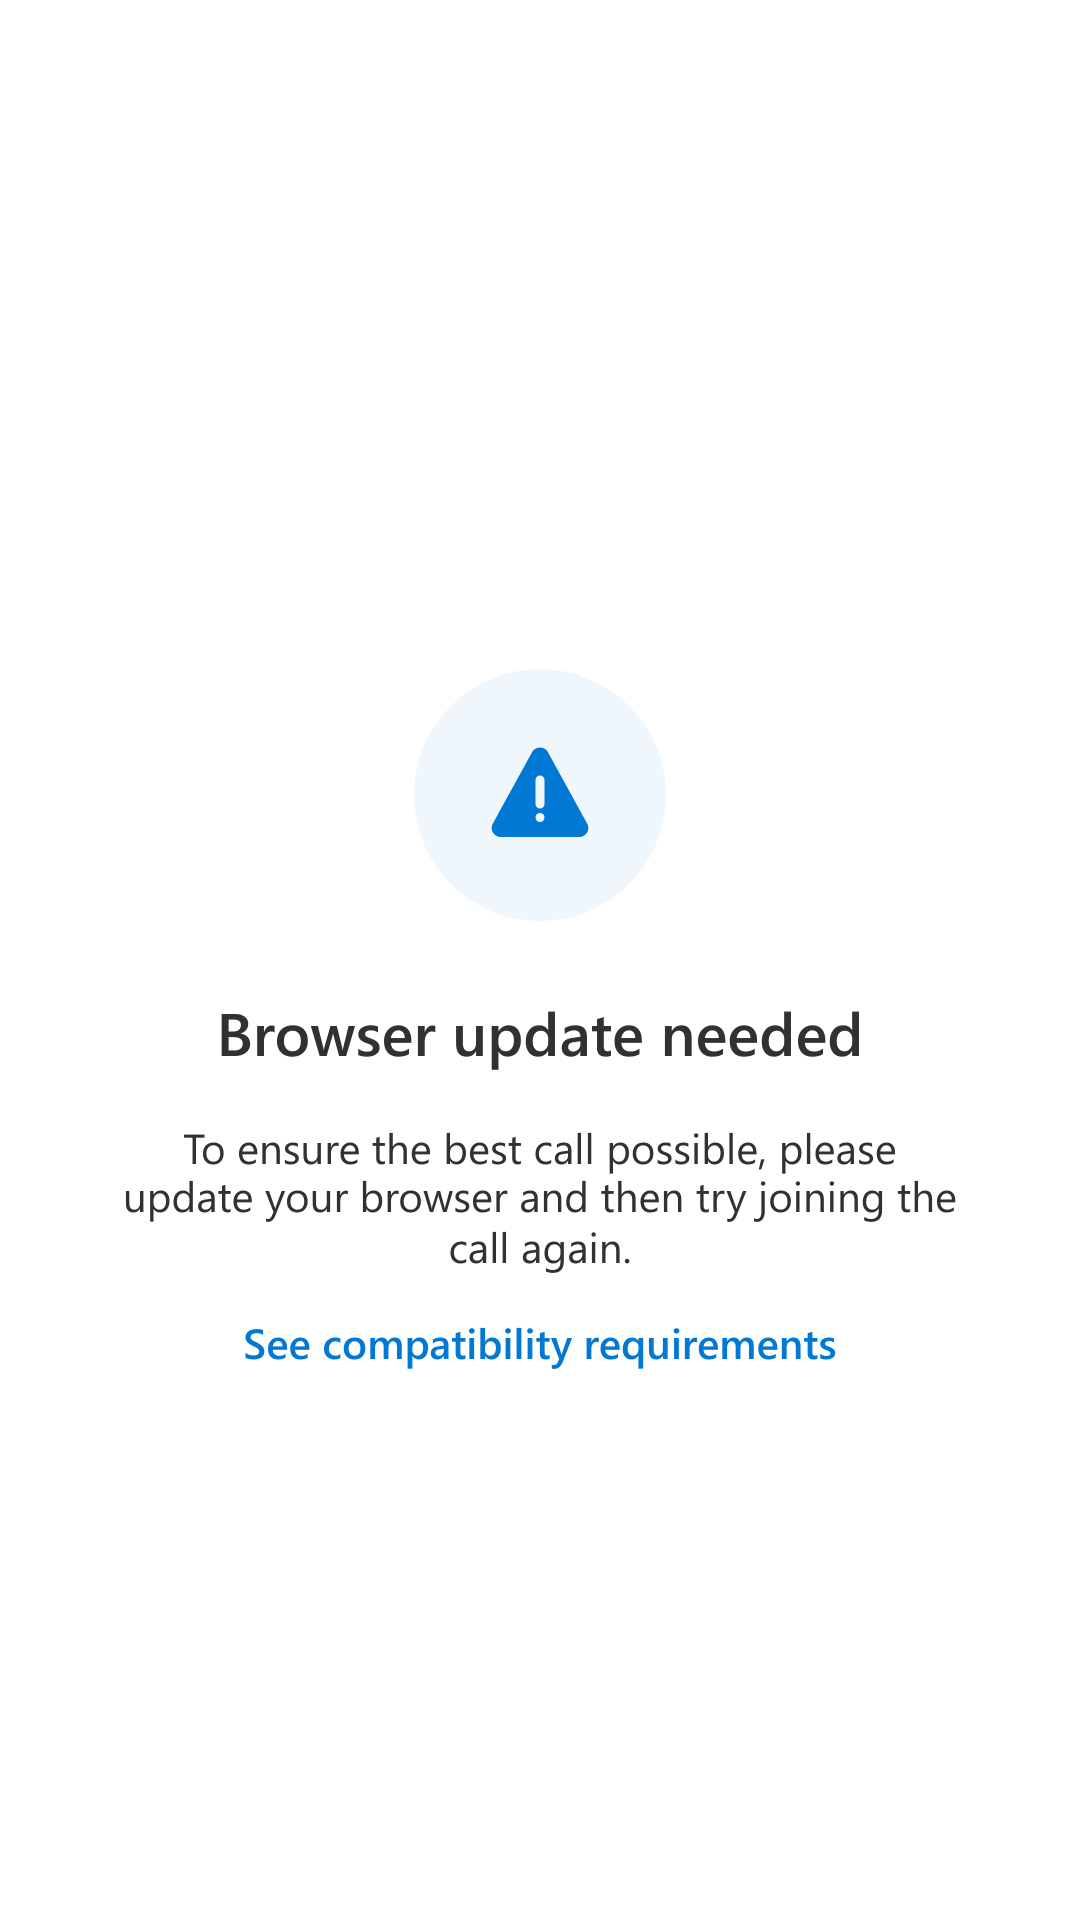 Browser update needed
To ensure the best call possible, please
update your browser and then try joining the
call again.
See compatibility requirements